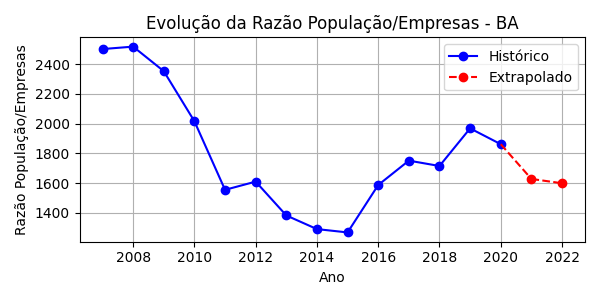 Evolução da Razão População/Empresas - BA
Razão População/Empresas
2400
2200
2000
1800
1600
1400
Histórico
Extrapolado
2008 2010 2012 2014 2016 2018 2020 2022
Ano